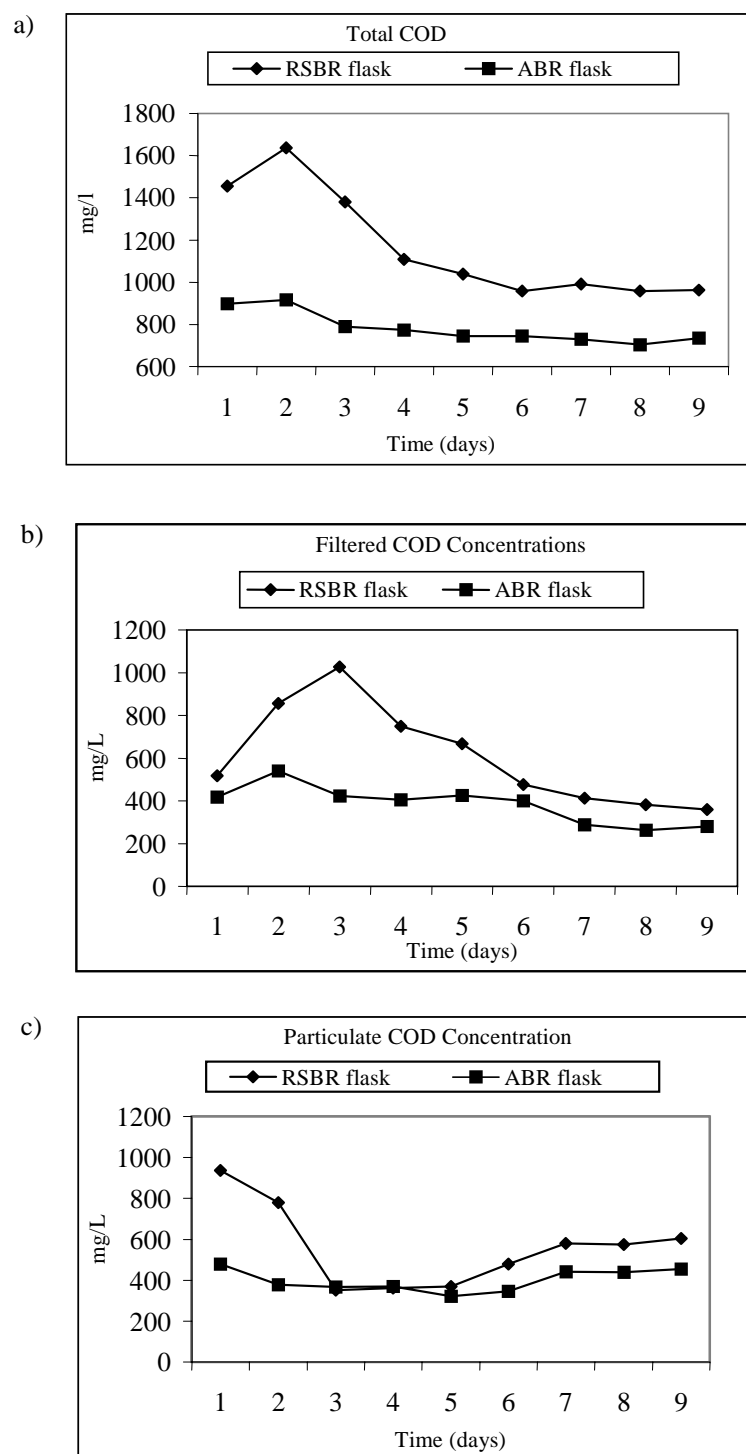 a)
Total COD
RSBR flask ABR flask
1800
1600
1400
1200
1000
800
600
mg/l
1 2 3 4 5 6 7 8 9
Time (days)
b)
Filtered COD Concentrations
RSBR flask ABR flask
1200
1000
800
600
400
200
0
mg/L
1 2 3 4 5 6 7 8 9
Time (days)
c)
Particulate COD Concentration
RSBR flask ABR flask
1200
1000
800
600
400
200
0
mg/L
1 2 3 4 5 6 7 8 9
Time (days)